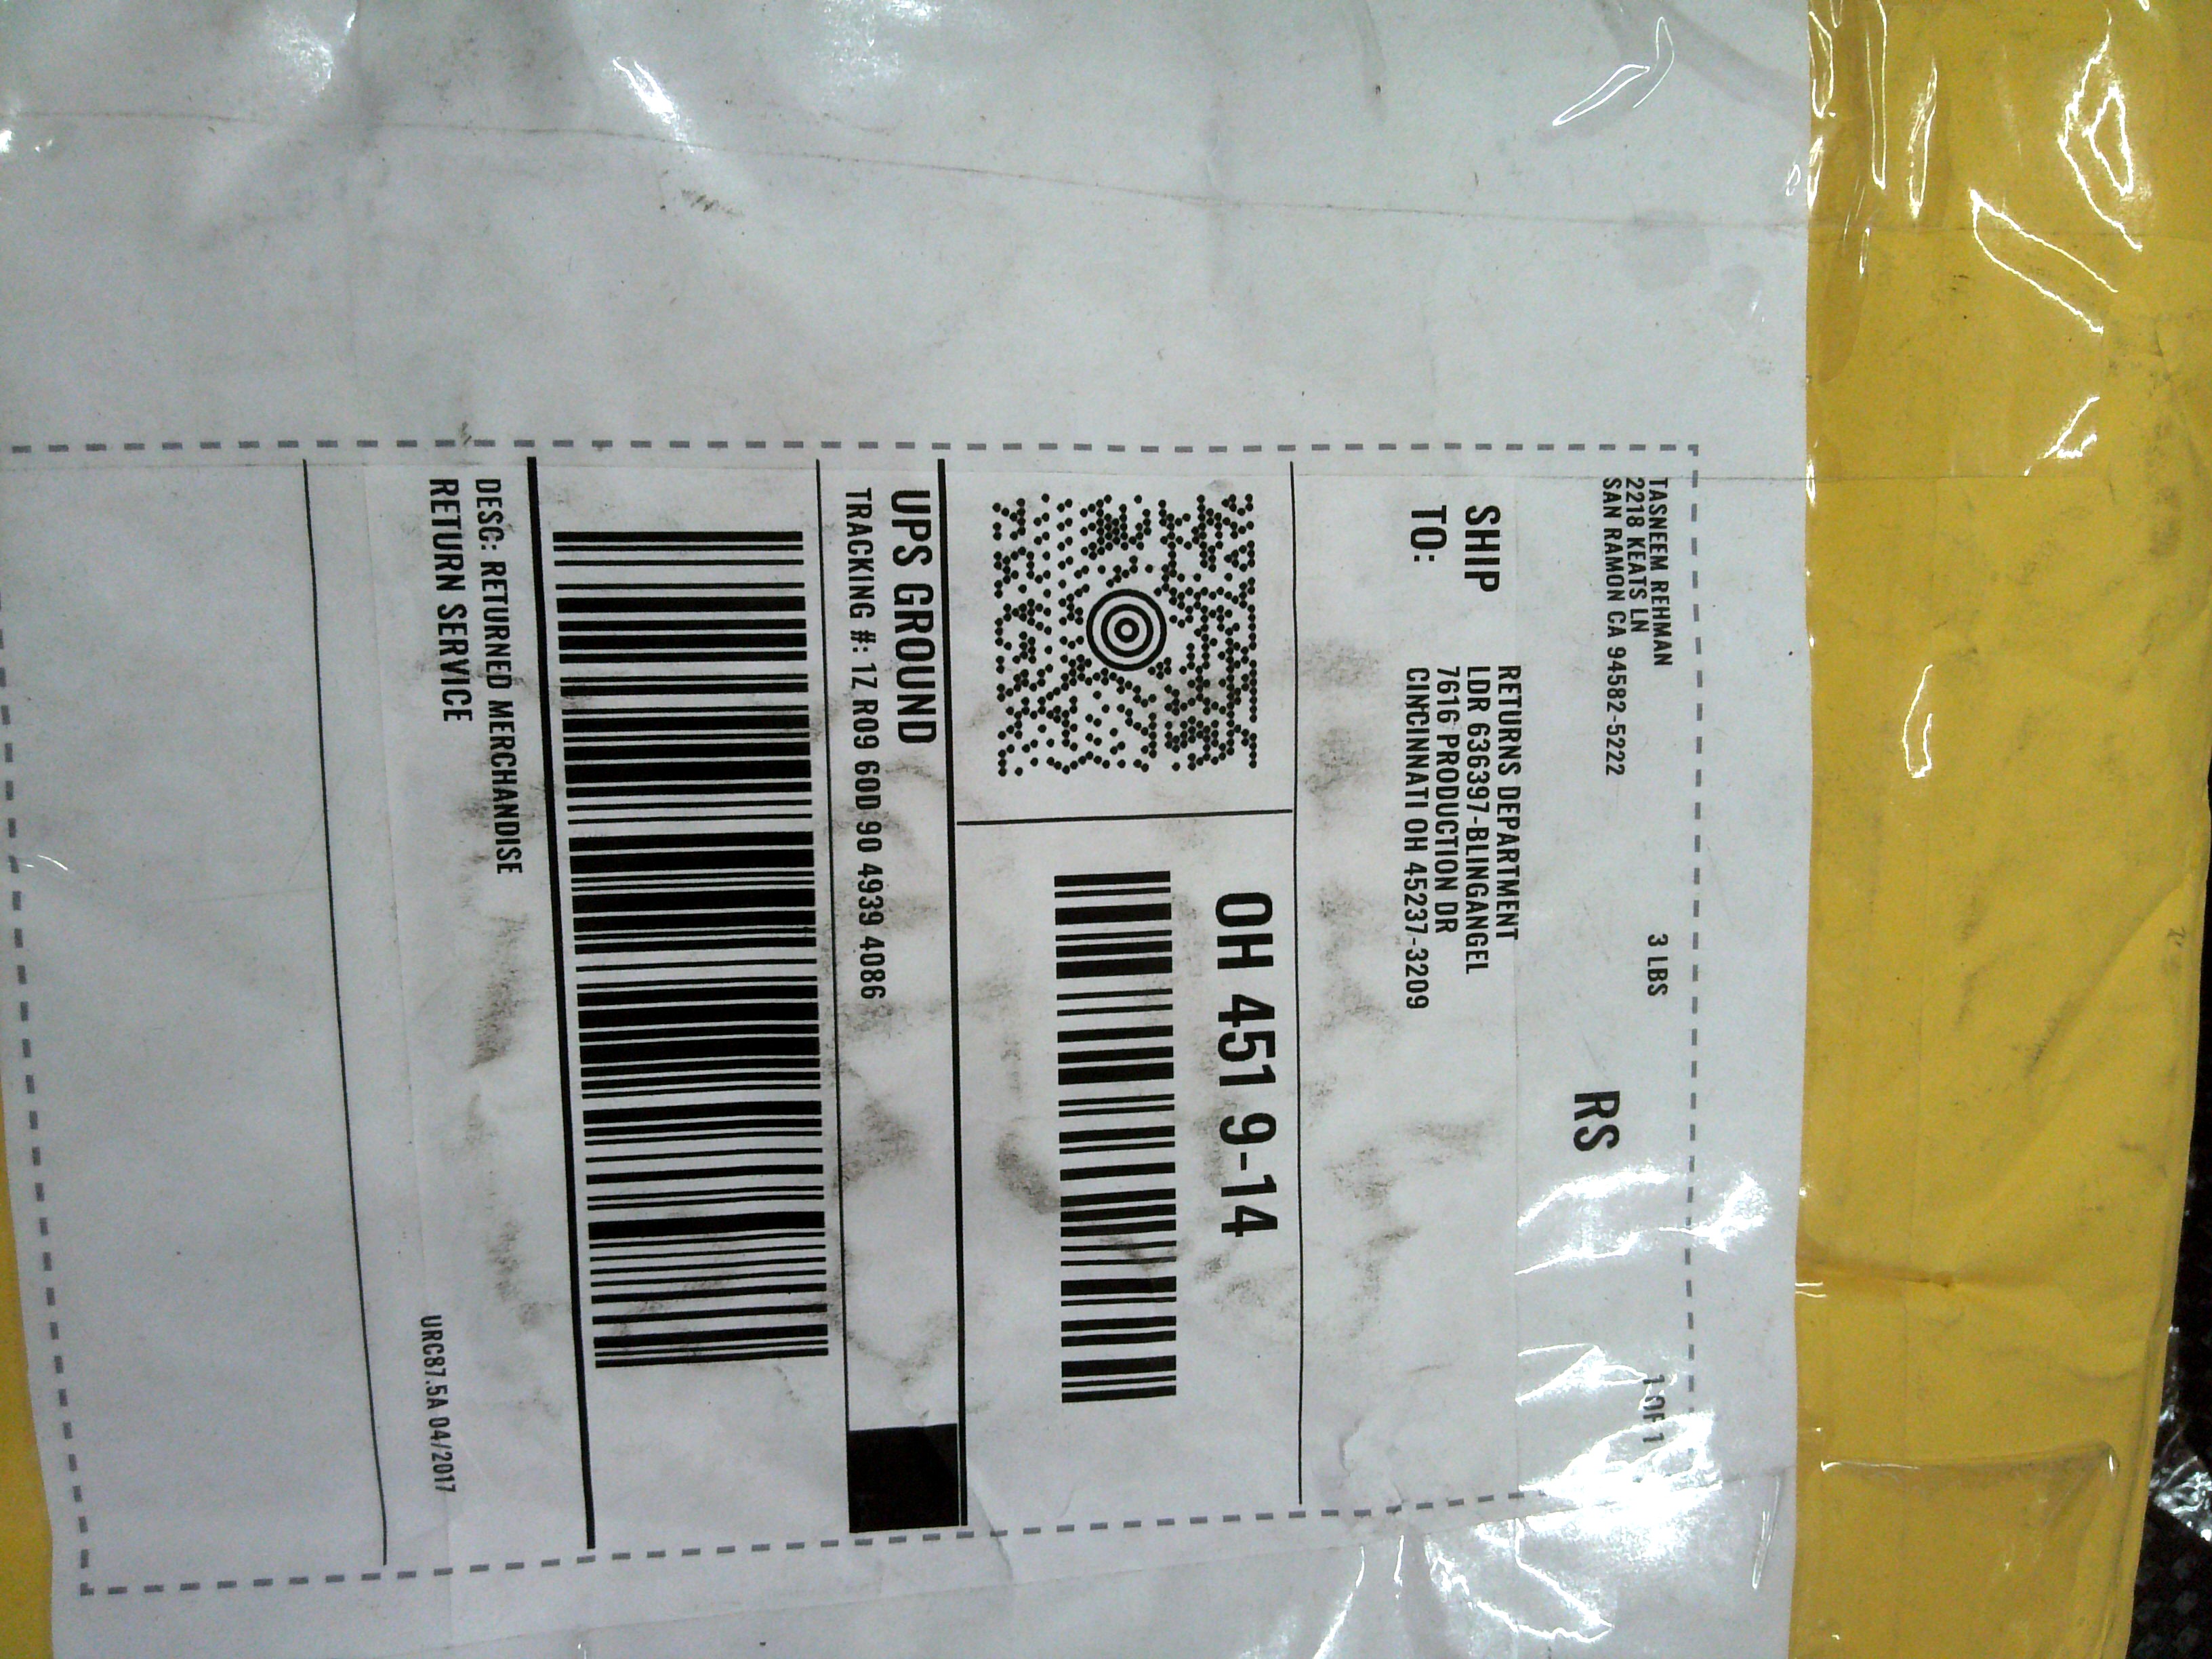 TASNEEM REHMAN
2218 KEATS LN
SAN RAMON CA 94582-5222
3 LBS
1 OF 1
RS
SHIP TO:
RETURNS DEPARTMENT
LDR 636397-BLINGANGEL
7616 PRODUCTION DR
CINCINNATI OH 45237-3209
OH 451 9-14
UPS GROUND
TRACKING #: 1Z R09 60D 90 4939 4086
DESC: RETURNED MERCHANDISE
RETURN SERVICE
URC87.5A 04/2017